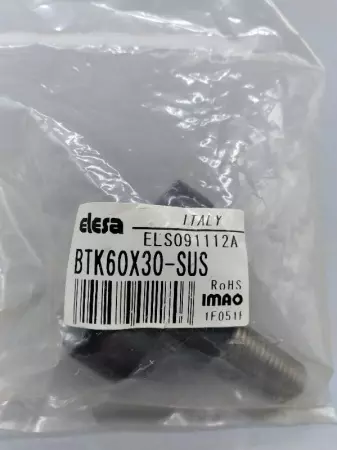 elesa ITALY
ELS091112A
BTK60X30-SUS
RoHS
IMAO
1F051F